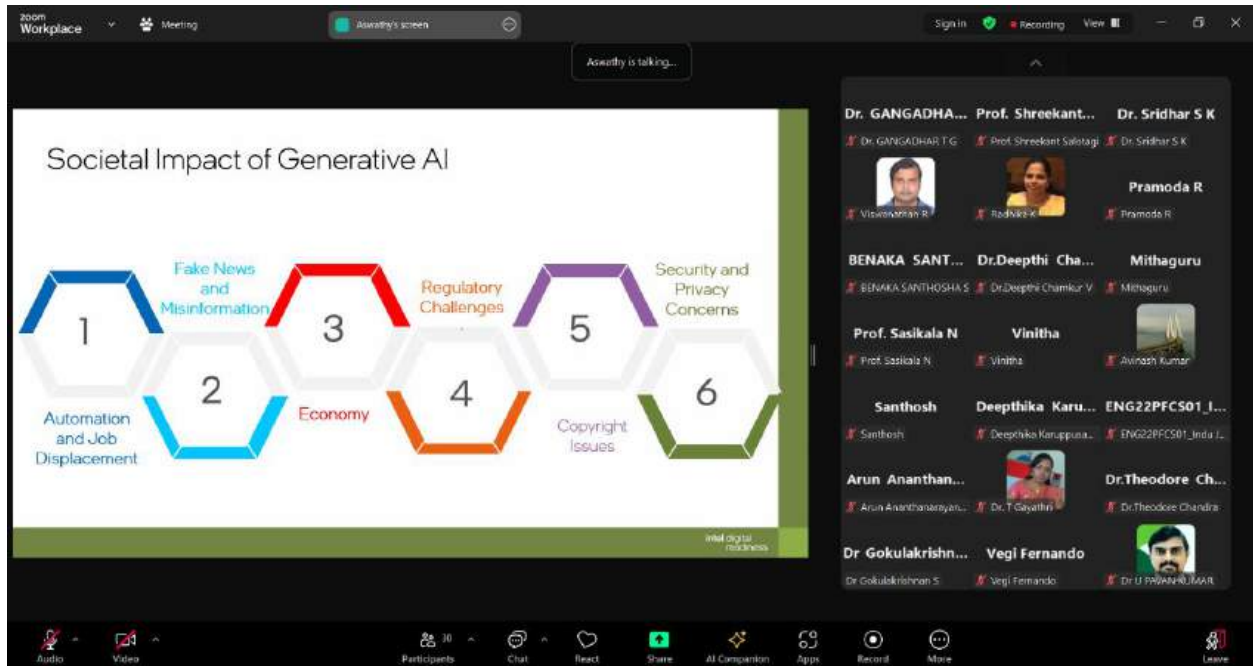 zoom
Workplace
Meeting
Aswathy's screen
Sign in
Recording
View
Aswathy is talking...
Societal Impact of Generative AI
1
Automation
and Job
Displacement
Fake News
and
Misinformation
2
3
Economy
Regulatory
Challenges
4
5
Copyright
Issues
Security and
Privacy
Concerns
6
intel digital
readiness
Dr. GANGADHA... Prof. Shreekant... Dr. Sridhar S K
Dr. GANGADHAR T G Prof. Shreekant Salotagi Dr. Sridhar S K
Pramoda R
Viswanathan R Radhika K Pramoda R
BENAKA SANT... Dr.Deepthi Cha... Mithaguru
BENAKA SANTHOSHA S Dr.Deepthi Chamkur V Mithaguru
Prof. Sasikala N Vinitha
Prof. Sasikala N Vinitha Avinash Kumar
Santhosh Deepthika Karu... ENG22PFCS01_I...
Santhosh Deepthika Karuppusa... ENG22PFCS01_Indu J...
Arun Ananthan... Dr.Theodore Ch...
Arun Ananthanarayan... Dr. T Gayathri Dr.Theodore Chandra
Dr Gokulakrishn... Vegi Fernando
Dr Gokulakrishnan S Vegi Fernando Dr U PAVAN KUMAR
Audio
Video
30
Participants
Chat
React
Share
AI Companion
Apps
Record
More
Leave